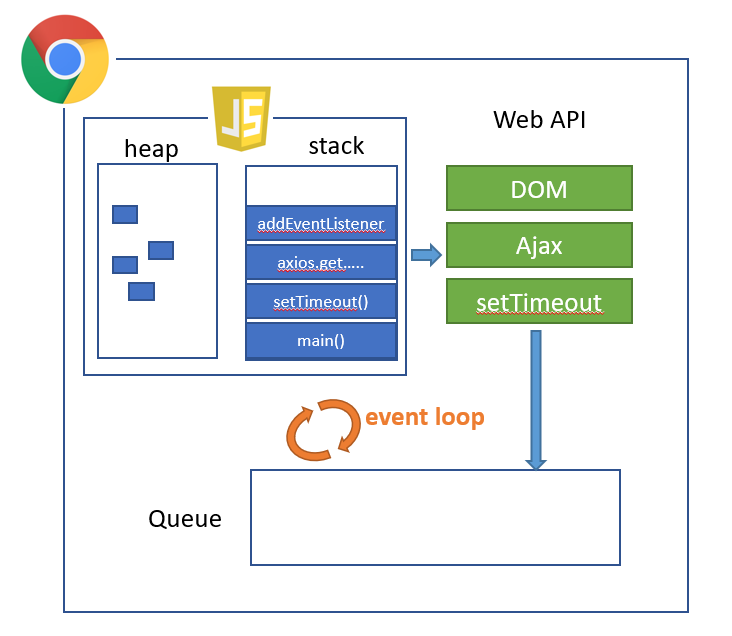 JS
heap
stack
Web API
addEventListener
axios.get…..
setTimeout()
main()
DOM
Ajax
setTimeout
event loop
Queue